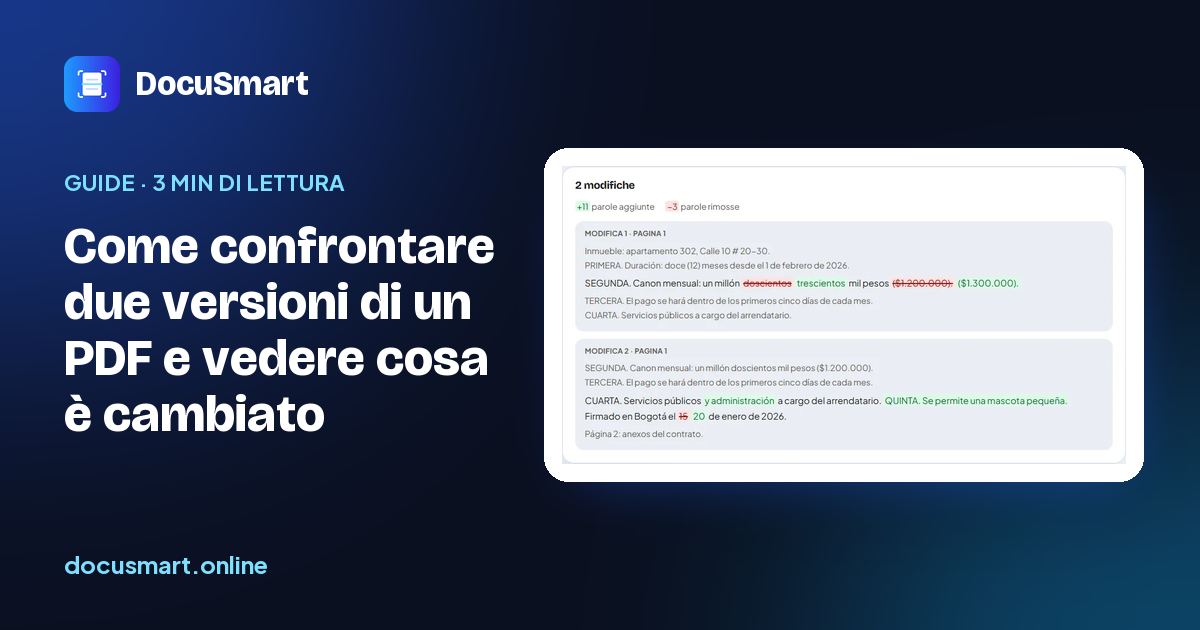 DocuSmart
GUIDE · 3 MIN DI LETTURA
Come confrontare
due versioni di un
PDF e vedere cosa
è cambiato
docusmart.online
2 modifiche
+11 parole aggiunte −3 parole rimosse
MODIFICA 1 · PAGINA 1
Inmueble: apartamento 302, Calle 10 # 20-30.
PRIMERA. Duración: doce (12) meses desde el 1 de febrero de 2026.
SEGUNDA. Canon mensual: un millón doscientos trescientos mil pesos ($1.200.000). ($1.300.000).
TERCERA. El pago se hará dentro de los primeros cinco días de cada mes.
CUARTA. Servicios públicos a cargo del arrendatario.
MODIFICA 2 · PAGINA 1
SEGUNDA. Canon mensual: un millón doscientos mil pesos ($1.200.000).
TERCERA. El pago se hará dentro de los primeros cinco días de cada mes.
CUARTA. Servicios públicos y administración a cargo del arrendatario. QUINTA. Se permite una mascota pequeña.
Firmado en Bogotá el 15 20 de enero de 2026.
Página 2: anexos del contrato.